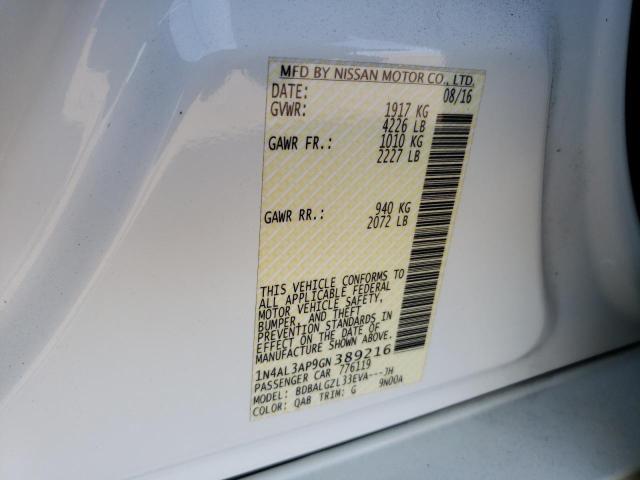 MFD BY NISSAN MOTOR CO., LTD.
DATE: 08/16
GVWR: 1917 KG
4226 LB
GAWR FR.: 1010 KG
2227 LB
GAWR RR.: 940 KG
2072 LB
THIS VEHICLE CONFORMS TO
ALL APPLICABLE FEDERAL
MOTOR VEHICLE SAFETY,
BUMPER, AND THEFT
PREVENTION STANDARDS IN
EFFECT ON THE DATE OF
MANUFACTURE SHOWN ABOVE
1N4AL3AP9GN389216
PASSENGER CAR 776119
MODEL: BDBALGZL33EVA---JH
COLOR: QAB TRIM: G 9N00A